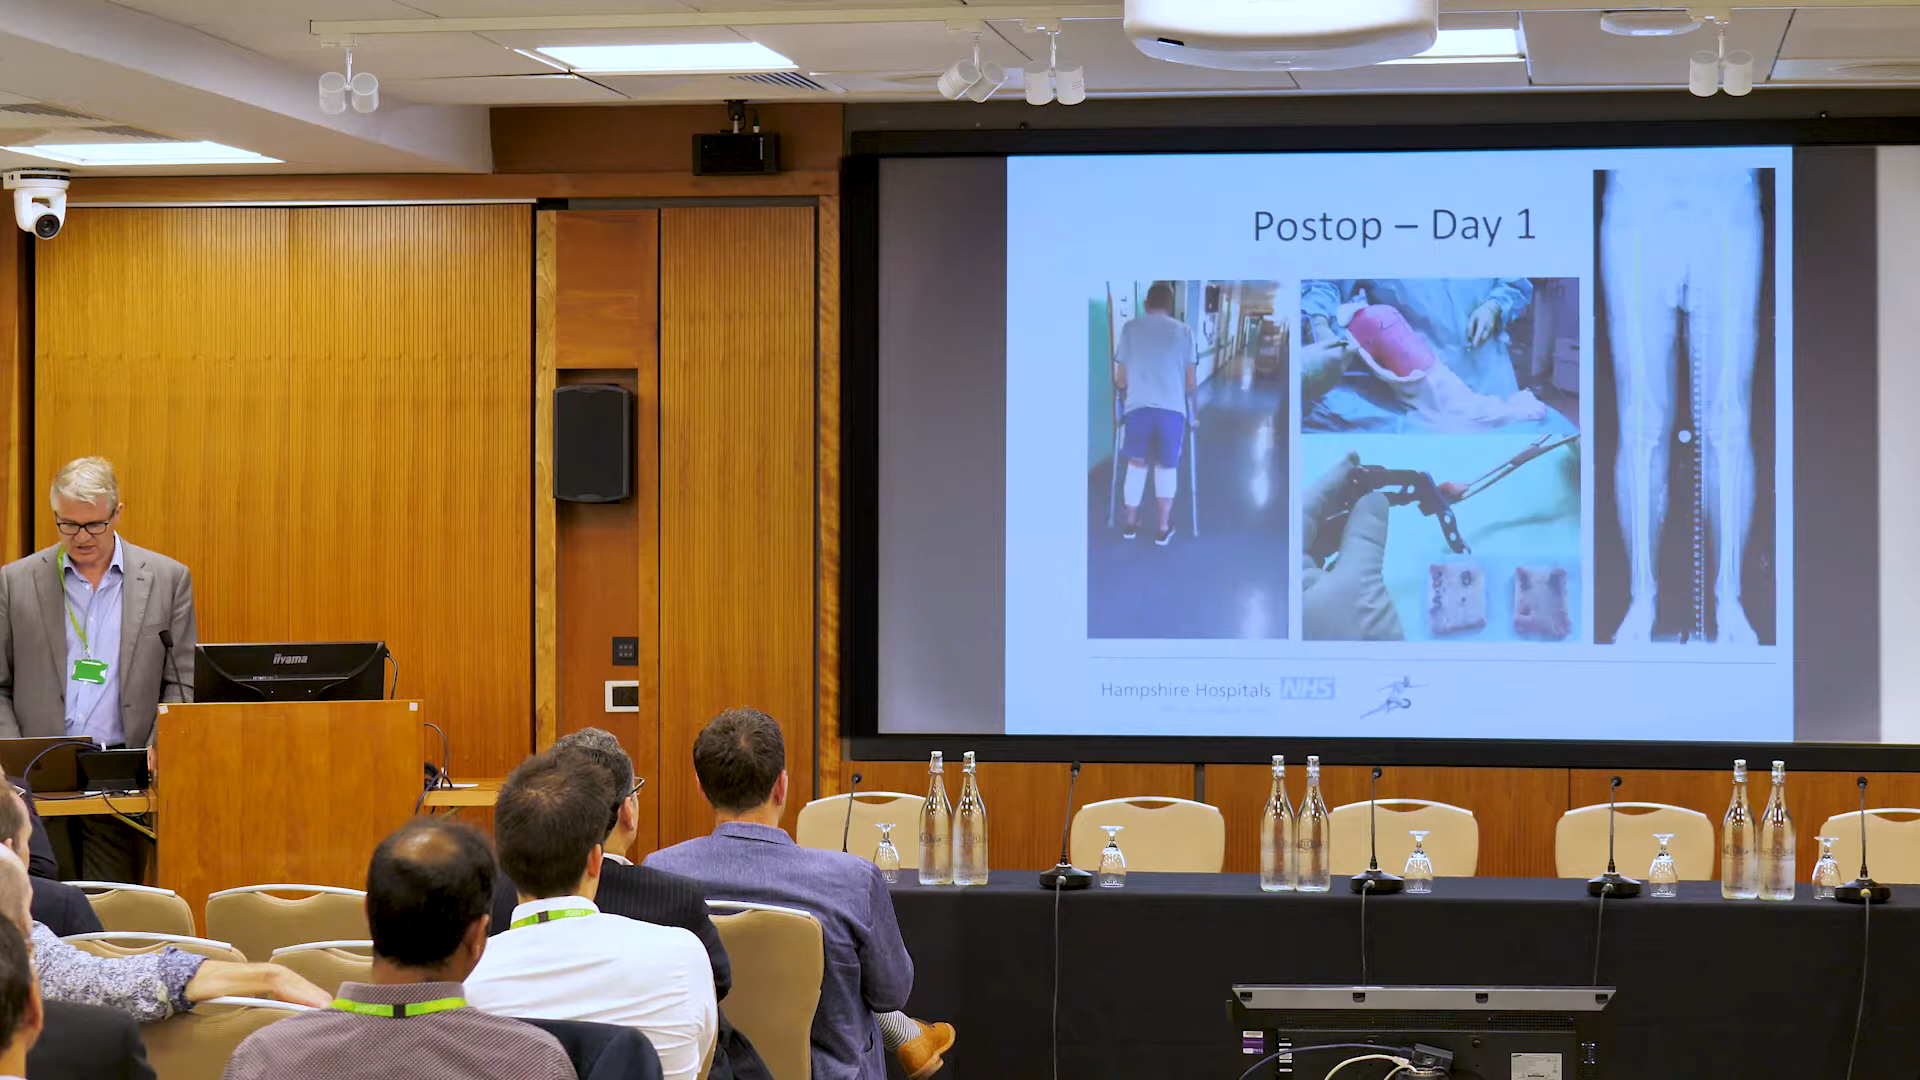 Postop – Day 1
Hampshire Hospitals NHS
iiyama